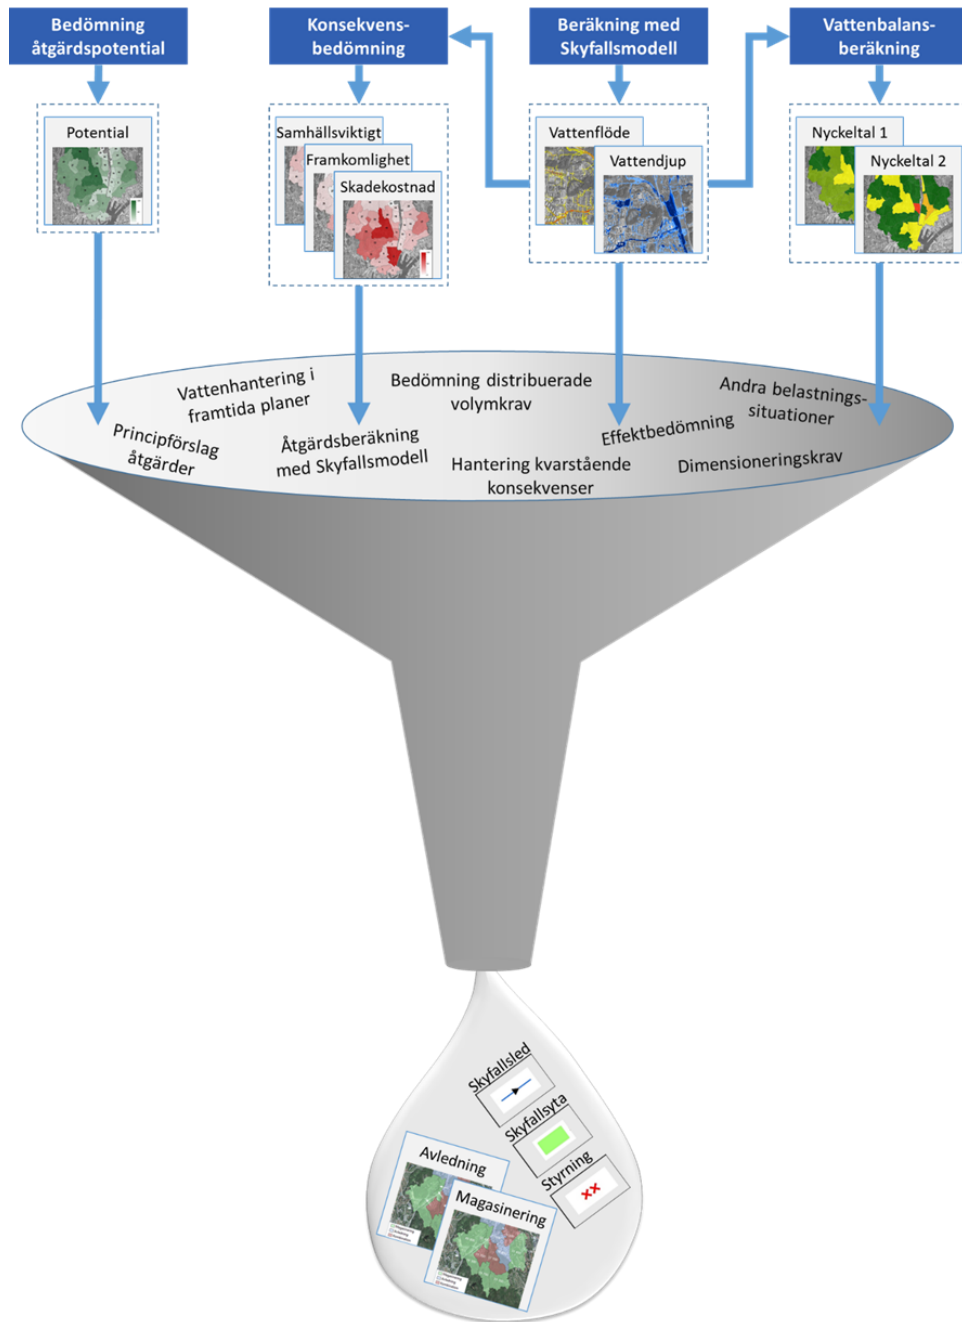 Bedömning
åtgärdspotential
Konsekvens-
bedömning
Beräkning med
Skyfallsmodell
Vattenbalans-
beräkning
Potential
Samhällsviktigt
Framkomlighet
Skadekostnad
Vattenflöde
Vattendjup
Nyckeltal 1
Nyckeltal 2
Vattenhantering i
framtida planer
Bedömning distribuerade
volymkrav
Andra belastnings-
situationer
Principförslag
åtgärder
Åtgärdsberäkning
med Skyfallsmodell
Effektbedömning
Hantering kvarstående
konsekvenser
Dimensioneringskrav
Skyfallsled
Skyfallsyta
Styrning
Avledning
Magasinering